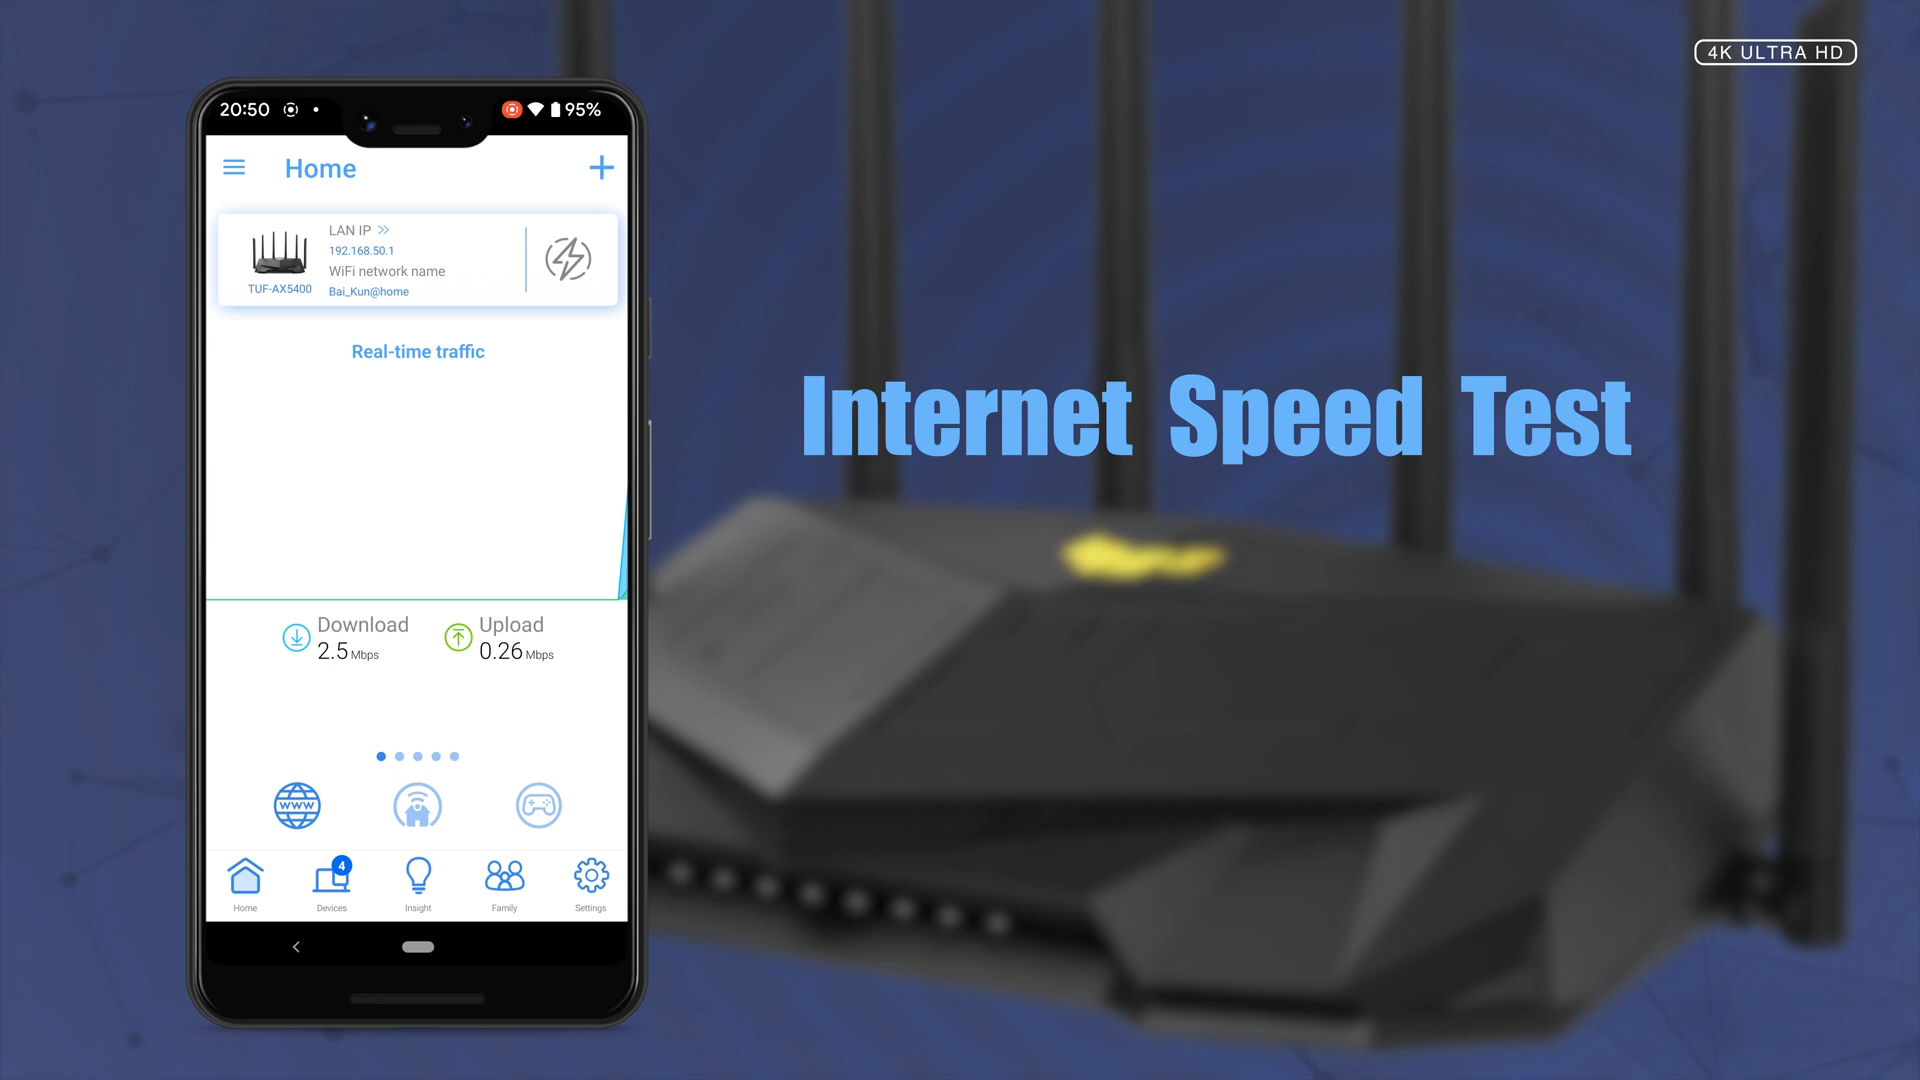 4K ULTRA HD
20:50
95%
Home
LAN IP
192.168.50.1
WiFi network name
Bai_Kun@home
TUF-AX5400
Real-time traffic
Internet Speed Test
Download
2.5 Mbps
Upload
0.26 Mbps
WWW
4
Home
Devices
Insight
Family
Settings